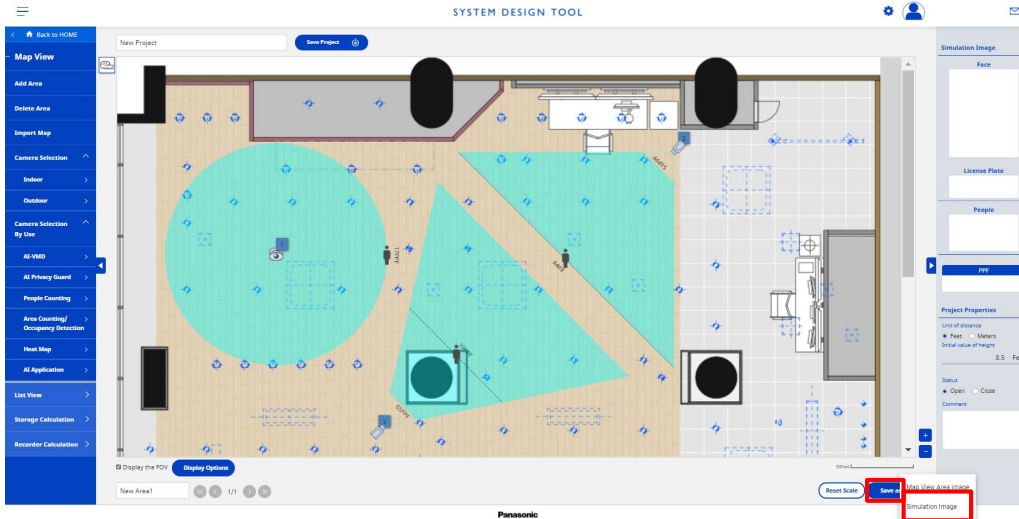 SYSTEM DESIGN TOOL
Back to HOME
Map View
Add Area
Delete Area
Import Map
Camera Selection
Indoor
Outdoor
Camera Selection
By Use
AI-VMD
AI Privacy Guard
People Counting
Area Counting/
Occupancy Detection
Heat Map
AI Application
List View
Storage Calculation
Recorder Calculation
New Project
Save Project
179PPF
65PPF
Display the FOV
Display Options
New Area1
1/1
Reset Scale
Save a
Map View Area Image
Simulation Image
Simulation Image
Face
License Plate
People
PPF
Project Properties
Unit of distance
Feet
Meters
Initial value of height
8.5 Fe
Status
Open
Close
Comment
Panasonic